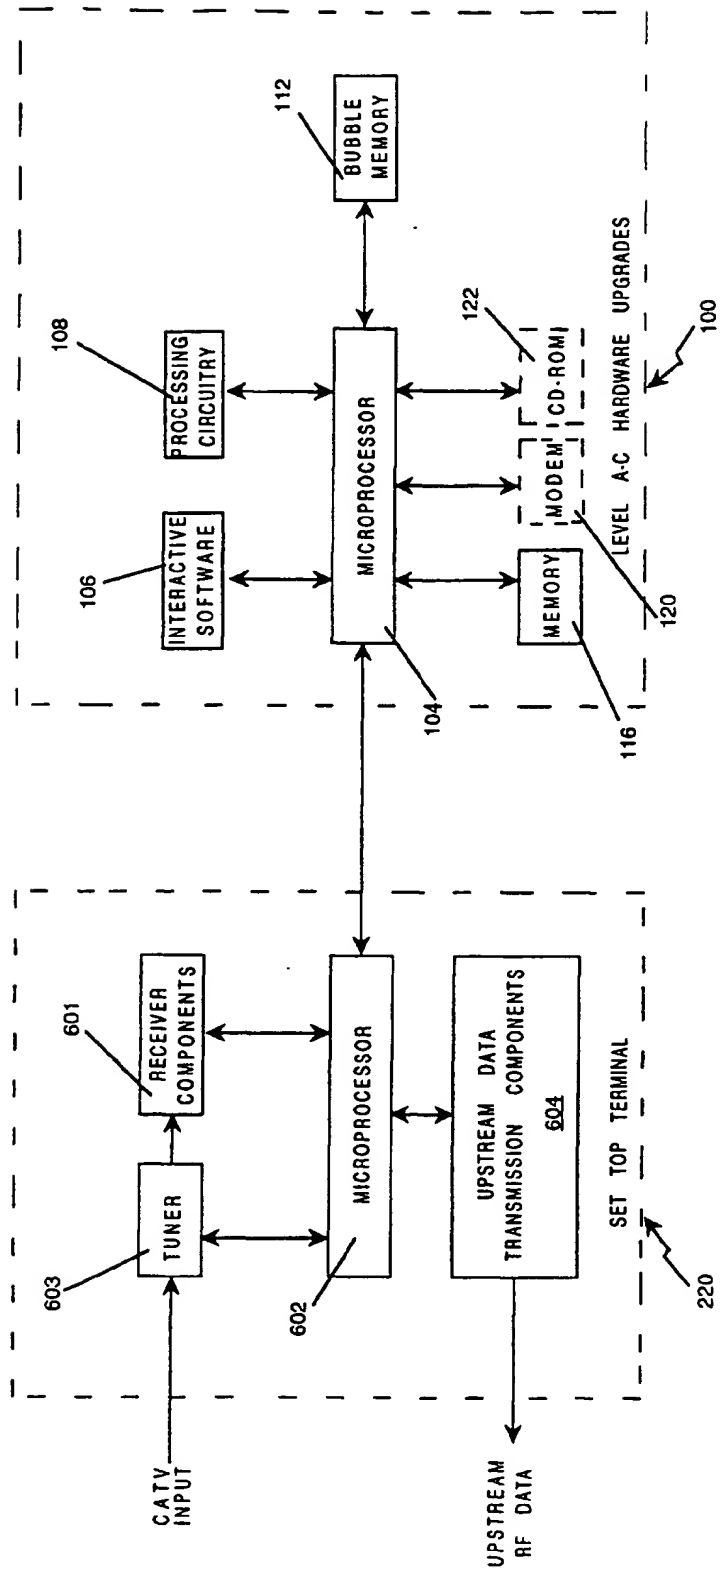 CATV
INPUT
603
TUNER
601
RECEIVER
COMPONENTS
602
MICROPROCESSOR
UPSTREAM DATA
TRANSMISSION COMPONENTS
604
UPSTREAM
RF DATA
SET TOP TERMINAL
220
106
INTERACTIVE
SOFTWARE
108
PROCESSING
CIRCUITRY
104
MICROPROCESSOR
112
BUBBLE
MEMORY
116
MEMORY
120
MODEM
122
CD-ROM
LEVEL A-C HARDWARE UPGRADES
100